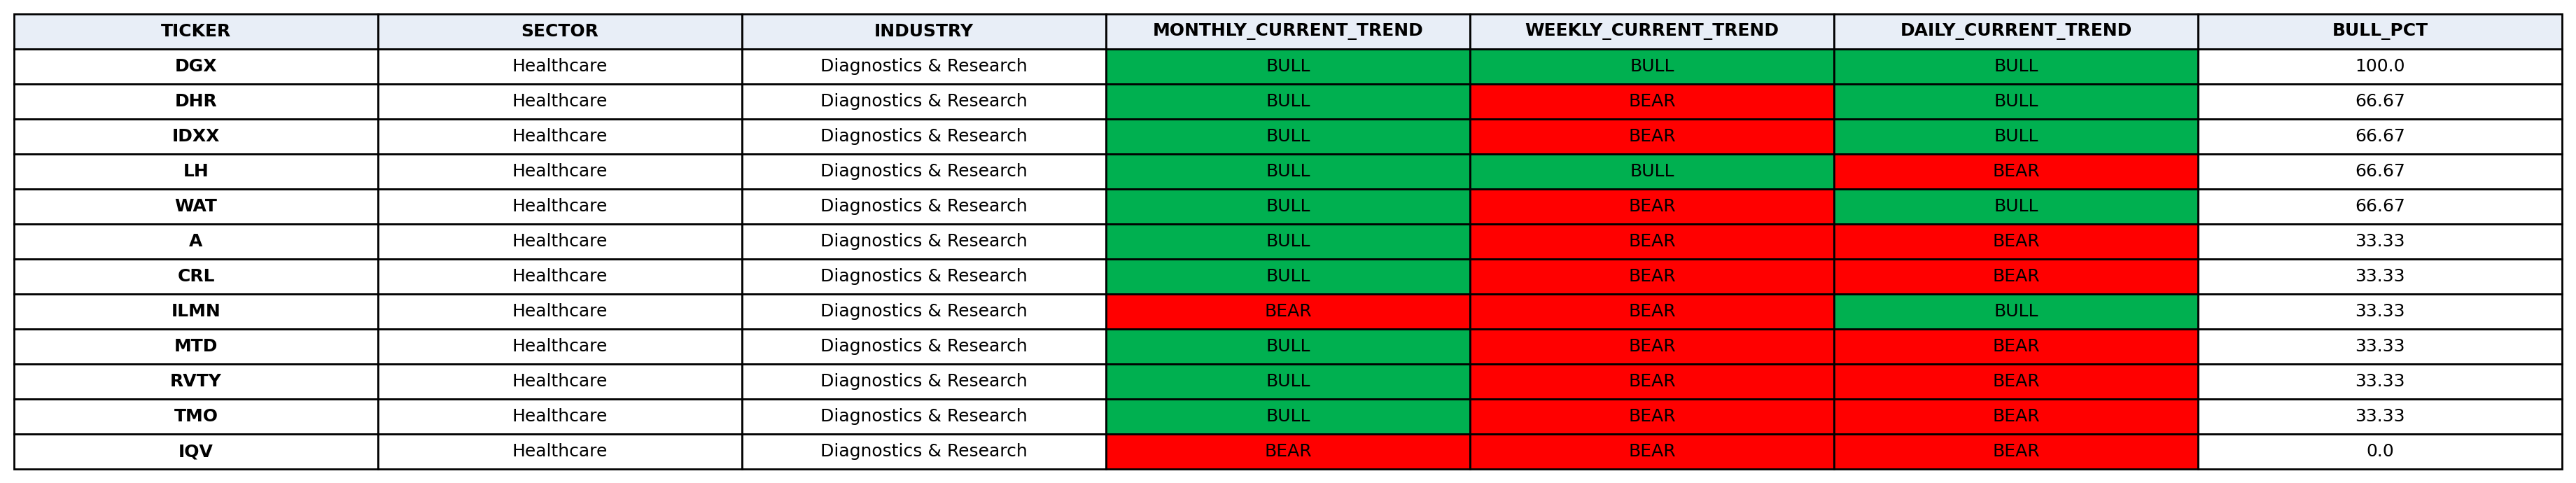 TICKER SECTOR INDUSTRY MONTHLY_CURRENT_TREND WEEKLY_CURRENT_TREND DAILY_CURRENT_TREND BULL_PCT
DGX Healthcare Diagnostics & Research BULL BULL BULL 100.0
DHR Healthcare Diagnostics & Research BULL BEAR BULL 66.67
IDXX Healthcare Diagnostics & Research BULL BEAR BULL 66.67
LH Healthcare Diagnostics & Research BULL BULL BEAR 66.67
WAT Healthcare Diagnostics & Research BULL BEAR BULL 66.67
A Healthcare Diagnostics & Research BULL BEAR BEAR 33.33
CRL Healthcare Diagnostics & Research BULL BEAR BEAR 33.33
ILMN Healthcare Diagnostics & Research BEAR BEAR BULL 33.33
MTD Healthcare Diagnostics & Research BULL BEAR BEAR 33.33
RVTY Healthcare Diagnostics & Research BULL BEAR BEAR 33.33
TMO Healthcare Diagnostics & Research BULL BEAR BEAR 33.33
IQV Healthcare Diagnostics & Research BEAR BEAR BEAR 0.0